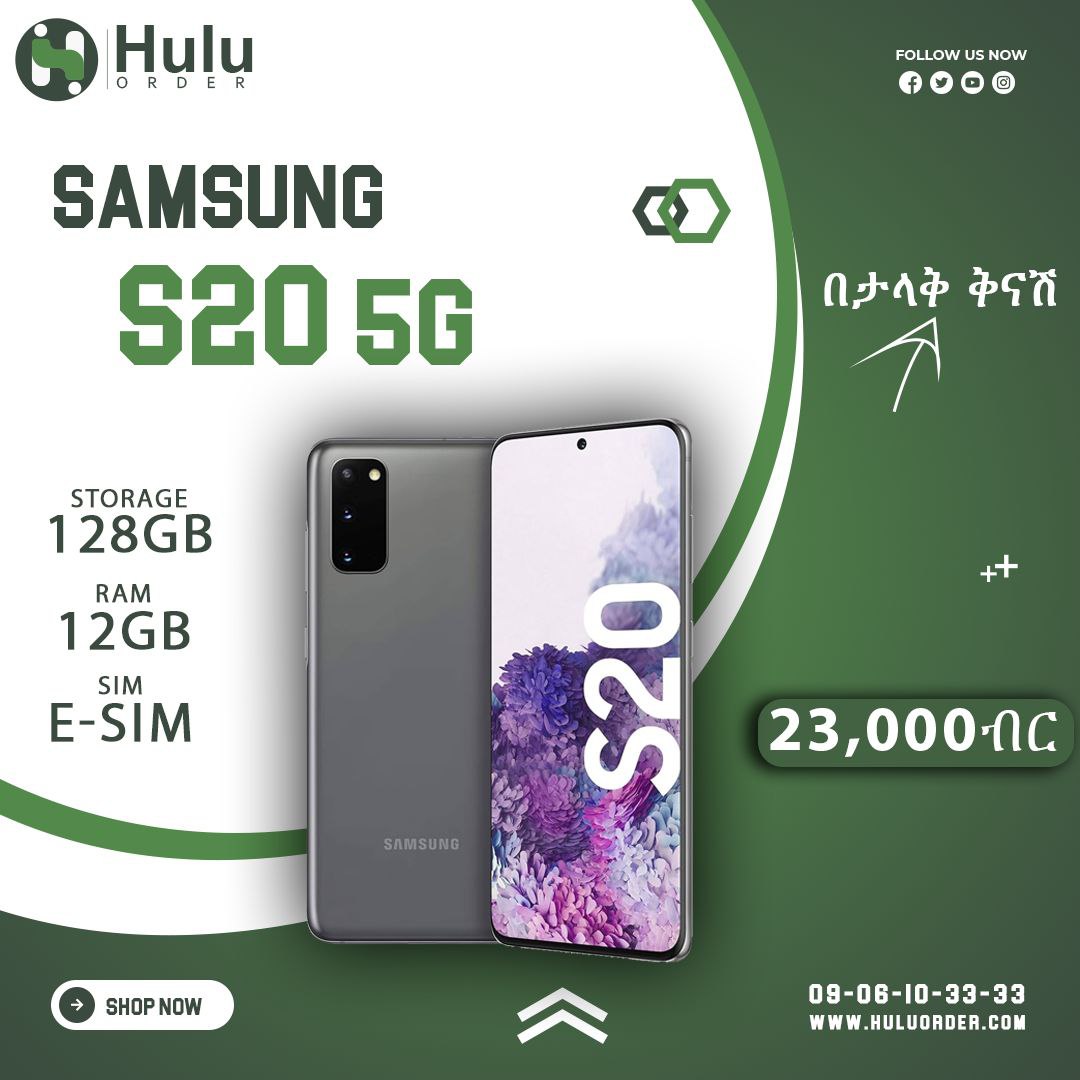 Hulu
ORDER
FOLLOW US NOW
SAMSUNG
S20 5G
በታላቅ ቅናሽ
STORAGE
128GB
RAM
12GB
SIM
E-SIM
S20
SAMSUNG
23,000ብር
SHOP NOW
09-06-10-33-33
WWW.HULUORDER.COM